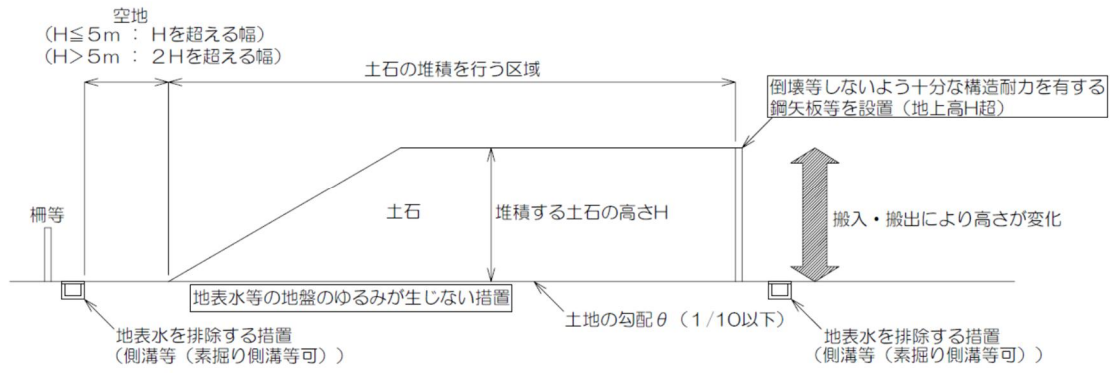 空地
（H≦５ｍ ： Hを超える幅）
（H>５ｍ ： ２Hを超える幅）
土石の堆積を行う区域
倒壊等しないよう十分な構造耐力を有する
鋼矢板等を設置（地上高H超）
柵等
土石
堆積する土石の高さH
搬入・搬出により高さが変化
地表水等の地盤のゆるみが生じない措置
土地の勾配θ（１/１０以下）
地表水を排除する措置
（側溝等（素掘り側溝等可））
地表水を排除する措置
（側溝等（素掘り側溝等可））